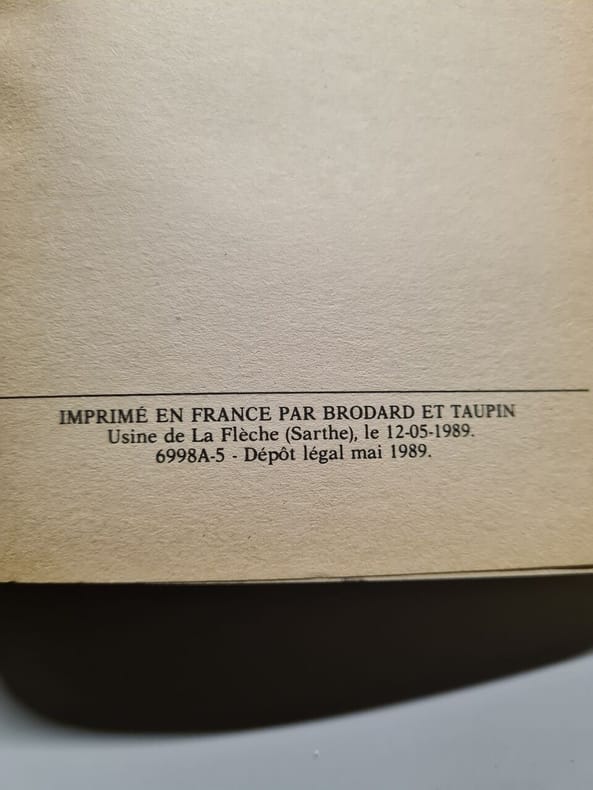 IMPRIMÉ EN FRANCE PAR BRODARD ET TAUPIN
Usine de La Flèche (Sarthe), le 12-05-1989.
6998A-5 - Dépôt légal mai 1989.